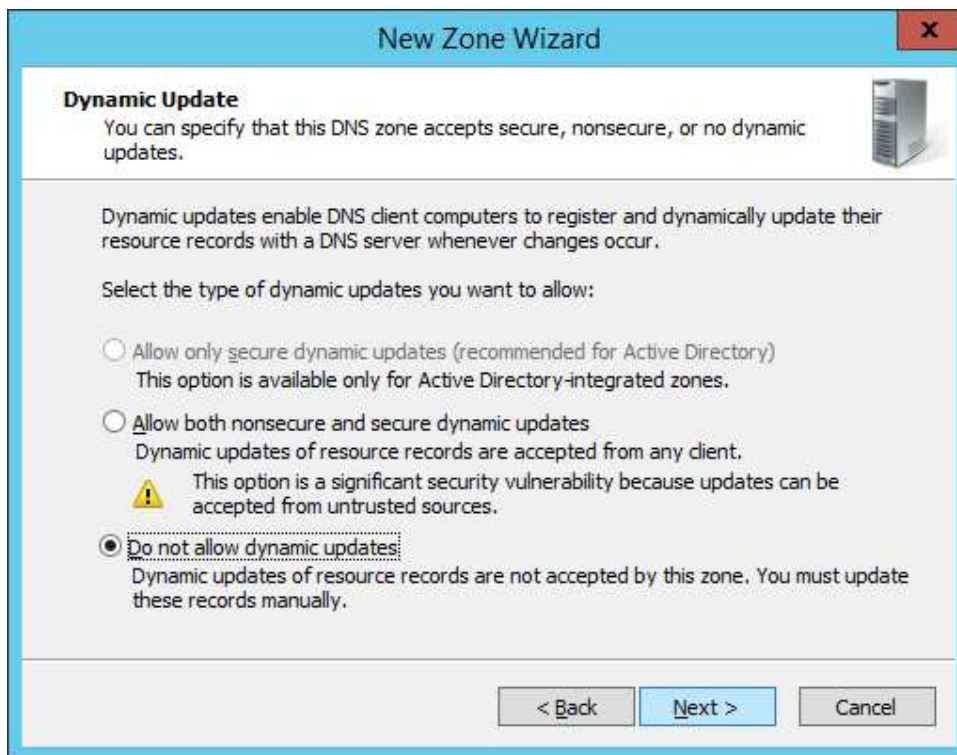 New Zone Wizard
x
Dynamic Update
You can specify that this DNS zone accepts secure, nonsecure, or no dynamic
updates.
Dynamic updates enable DNS client computers to register and dynamically update their
resource records with a DNS server whenever changes occur.
Select the type of dynamic updates you want to allow:
Allow only secure dynamic updates (recommended for Active Directory)
This option is available only for Active Directory-integrated zones.
Allow both nonsecure and secure dynamic updates
Dynamic updates of resource records are accepted from any client.
This option is a significant security vulnerability because updates can be
accepted from untrusted sources.
Do not allow dynamic updates
Dynamic updates of resource records are not accepted by this zone. You must update
these records manually.
< Back
Next >
Cancel